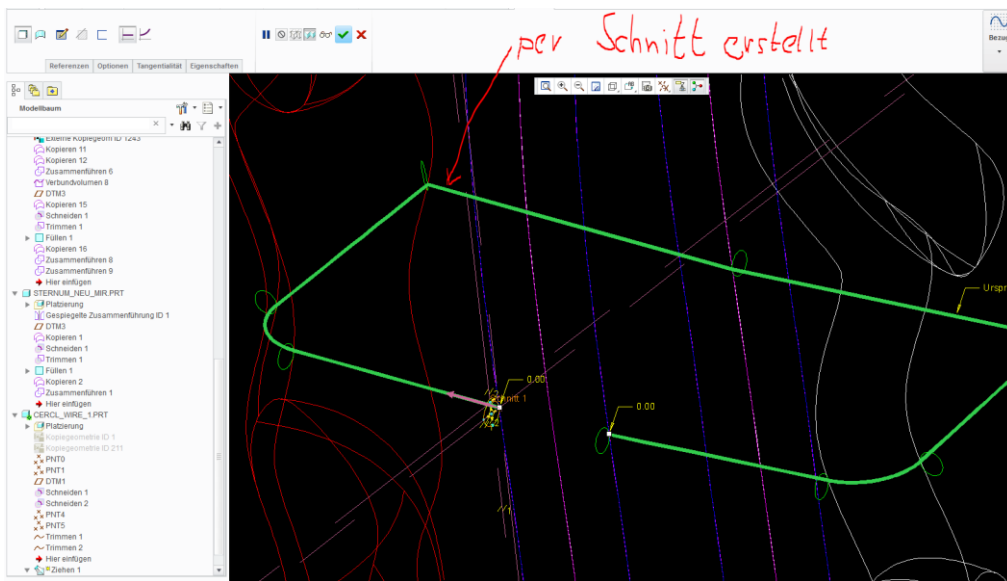 per Schnitt erstellt
Bezug
Referenzen
Optionen
Tangentialität
Eigenschaften
Modellbaum
Externe Kopiegeom ID 1243
Kopieren 11
Kopieren 12
Zusammenführen 6
Verbundvolumen 8
DTM3
Kopieren 15
Schneiden 1
Trimmen 1
Füllen 1
Kopieren 16
Zusammenführen 8
Zusammenführen 9
Hier einfügen
STERNUM_NEU_MIR.PRT
Platzierung
Gespiegelte Zusammenführung ID 1
DTM3
Kopieren 1
Schneiden 1
Trimmen 1
Füllen 1
Kopieren 2
Zusammenführen 1
Hier einfügen
CERCL_WIRE_1.PRT
Platzierung
Kopiegeometrie ID 1
Kopiegeometrie ID 211
PNT0
PNT1
DTM1
Schneiden 1
Schneiden 2
PNT4
PNT5
Trimmen 1
Trimmen 2
Hier einfügen
Ziehen 1
Urspr
0.00
0.00